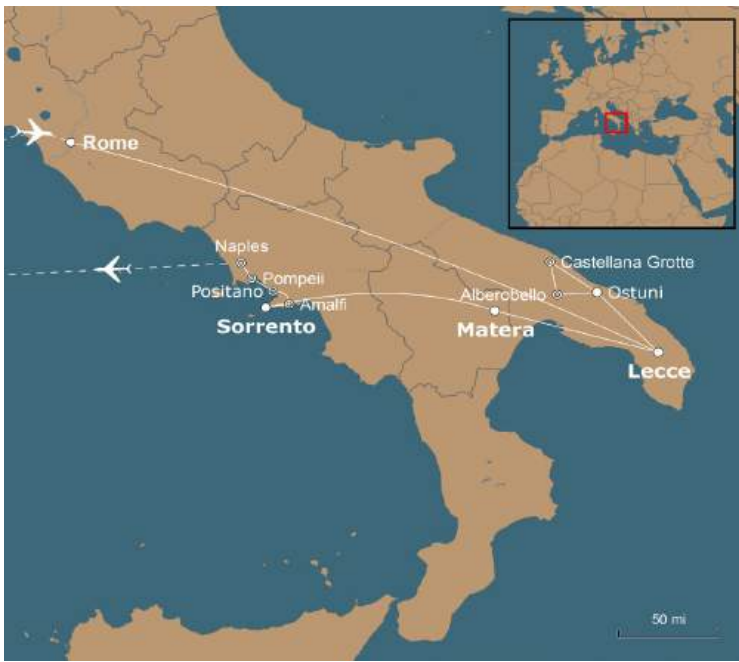 Rome
Naples
Pompeii
Castellana Grotte
Positano
Amalfi
Alberobello
Ostuni
Sorrento
Matera
Lecce
50 mi